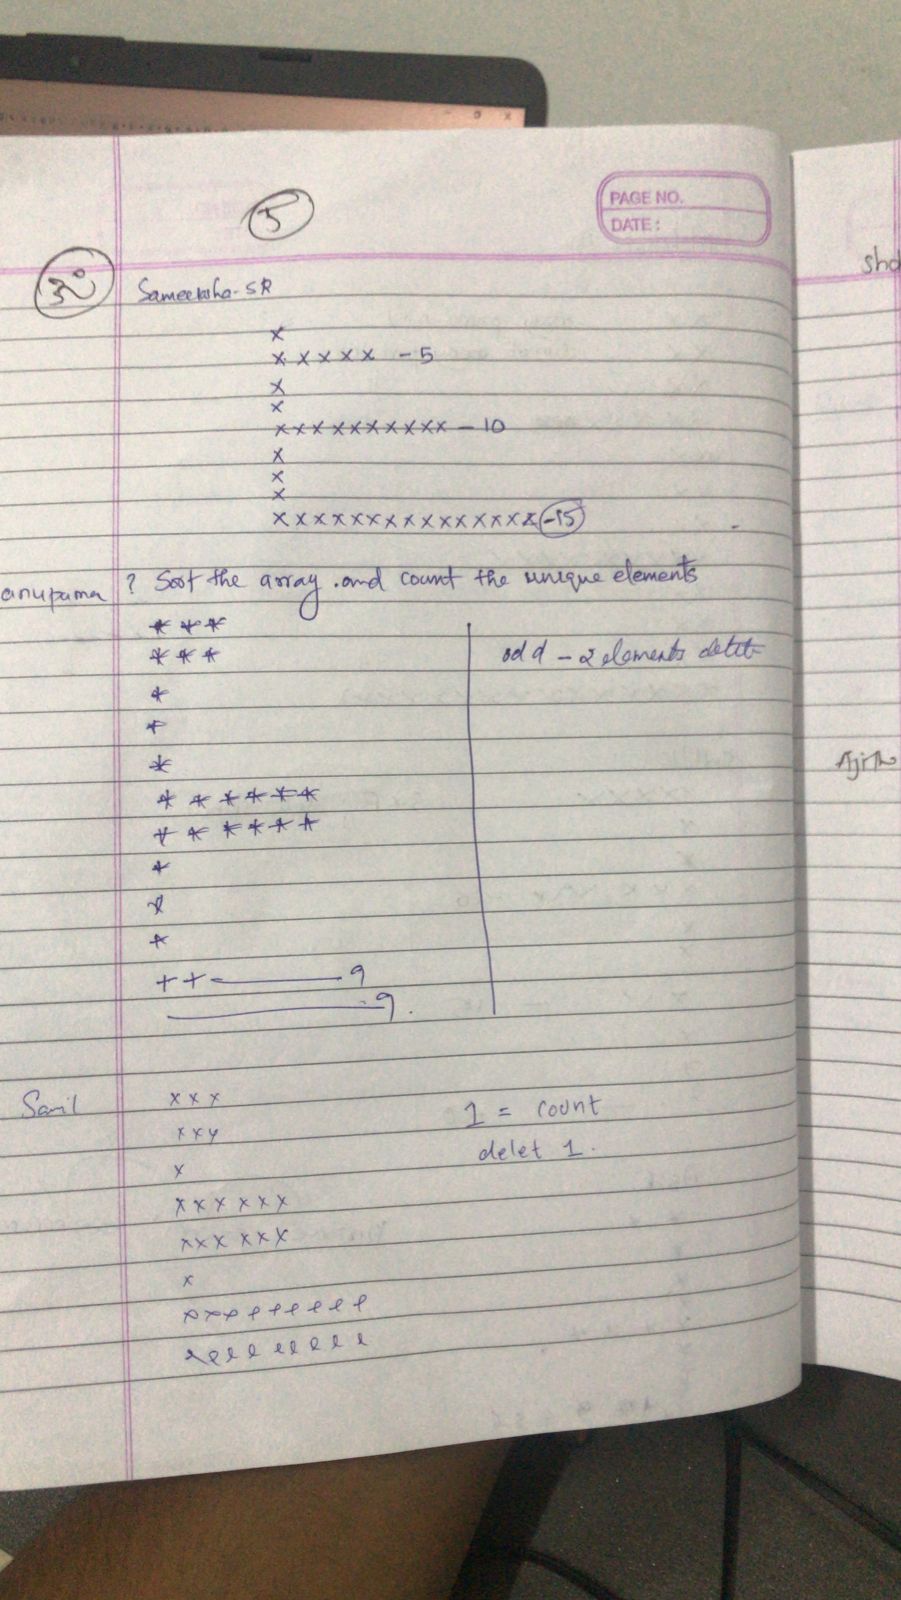 5
PAGE NO.
DATE :
Sameeksha-SR
x
x x x x x - 5
x
x
x x x x x x x x x x - 10
x
x
x
x x x x x x x x x x x x x x x -15
anupama ? Sort the array . and count the unique elements
* * *
* * * odd - 2 elements delete
*
*
*
* * * * * *
* * * * * *
*
*
*
+ + - 9
- 9 .
Sanil x x x 1 = count
x x y delet 1 .
x
x x x x x x
x x x x x x
x
Ajith